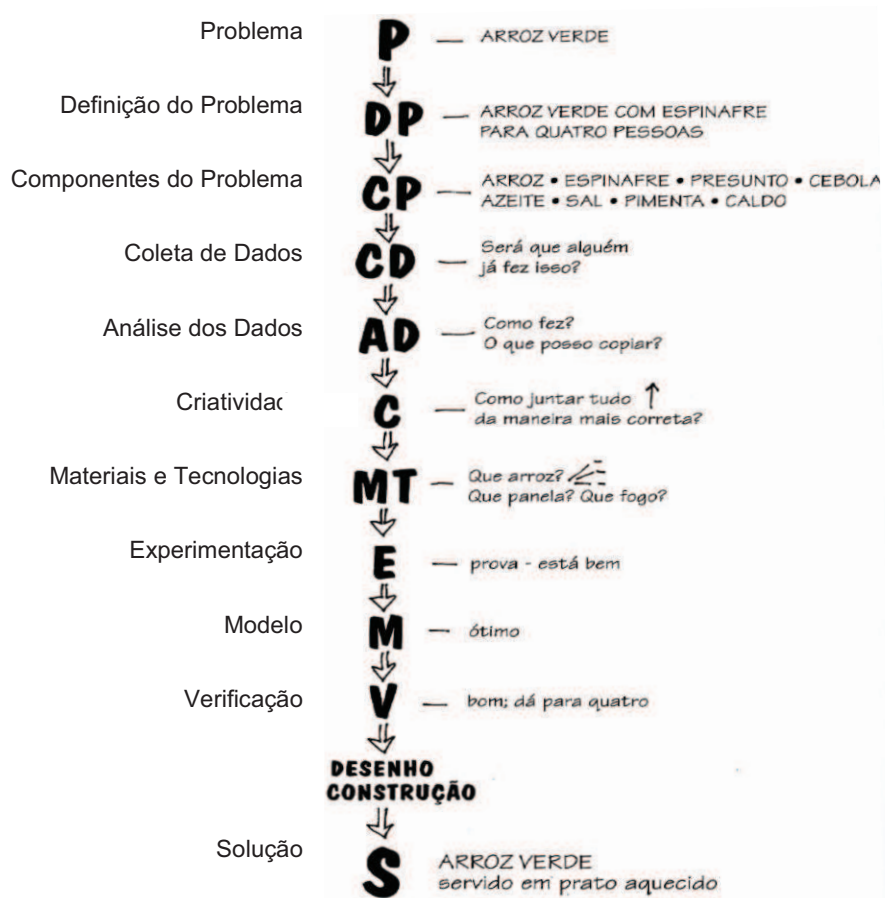 Problema P — ARROZ VERDE
Definição do Problema DP — ARROZ VERDE COM ESPINAFRE
PARA QUATRO PESSOAS
Componentes do Problema CP — ARROZ • ESPINAFRE • PRESUNTO • CEBOLA
AZEITE • SAL • PIMENTA • CALDO
Coleta de Dados CD — Será que alguém
já fez isso?
Análise dos Dados AD — Como fez?
O que posso copiar?
Criatividac C — Como juntar tudo
da maneira mais correta?
Materiais e Tecnologias MT — Que arroz?
Que panela? Que fogo?
Experimentação E — prova - está bem
Modelo M — ótimo
Verificação V — bom; dá para quatro
DESENHO
CONSTRUÇÃO
Solução S ARROZ VERDE
servido em prato aquecido